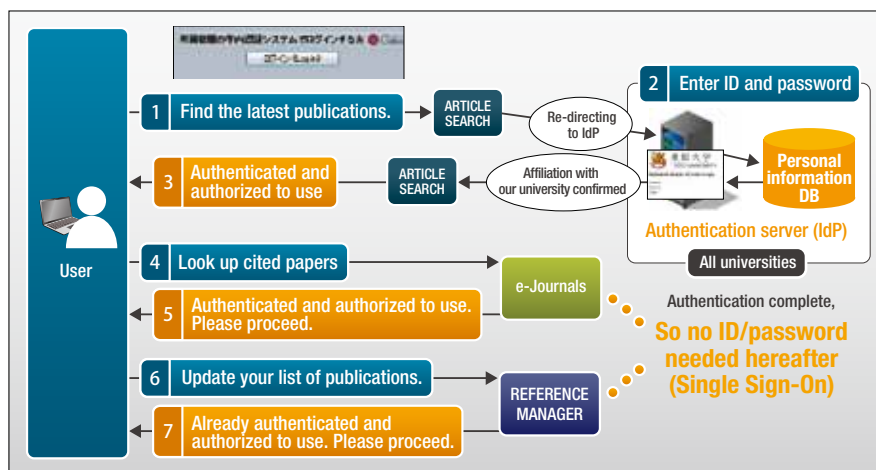 1 Find the latest publications.
ARTICLE
SEARCH
Re-directing
to IdP
2 Enter ID and password
3 Authenticated and
authorized to use
ARTICLE
SEARCH
Affiliation with
our university confirmed
Personal
information
DB
Authentication server (IdP)
All universities
User
4 Look up cited papers
e-Journals
5 Authenticated and authorized to use.
Please proceed.
Authentication complete,
So no ID/password
needed hereafter
(Single Sign-On)
6 Update your list of publications.
REFERENCE
MANAGER
7 Already authenticated and
authorized to use. Please proceed.